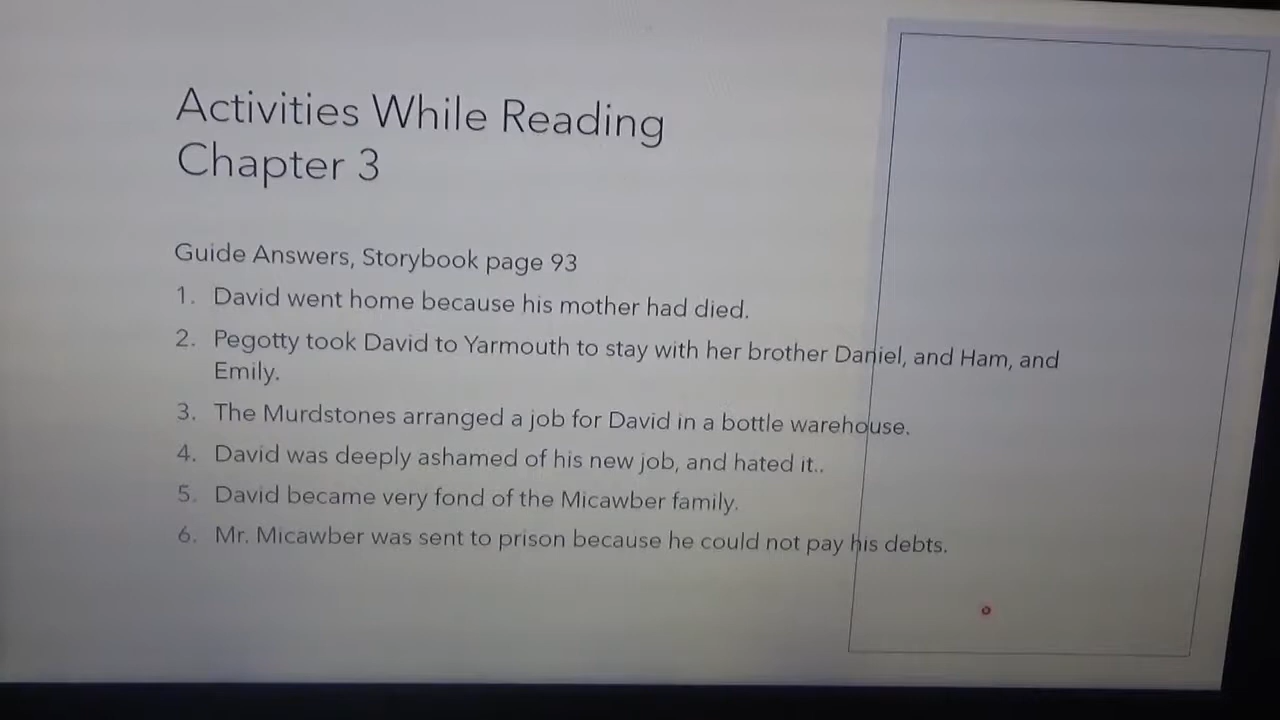 Activities While Reading
Chapter 3
Guide Answers, Storybook page 93
1. David went home because his mother had died.
2. Pegotty took David to Yarmouth to stay with her brother Daniel, and Ham, and
Emily.
3. The Murdstones arranged a job for David in a bottle warehouse.
4. David was deeply ashamed of his new job, and hated it..
5. David became very fond of the Micawber family.
6. Mr. Micawber was sent to prison because he could not pay his debts.